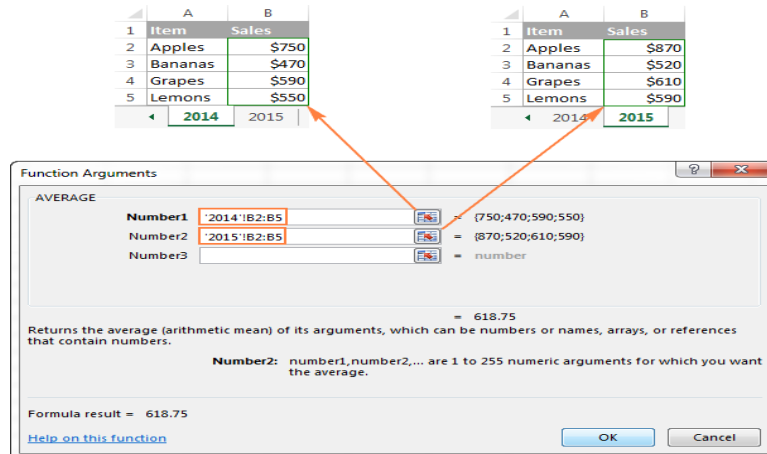 A B
1 Item Sales
2 Apples $750
3 Bananas $470
4 Grapes $590
5 Lemons $550
2014 2015
A B
1 Item Sales
2 Apples $870
3 Bananas $520
4 Grapes $610
5 Lemons $590
2014 2015
Function Arguments
AVERAGE
Number1 '2014'!B2:B5 = {750;470;590;550}
Number2 '2015'!B2:B5 = {870;520;610;590}
Number3 = number
= 618.75
Returns the average (arithmetic mean) of its arguments, which can be numbers or names, arrays, or references
that contain numbers.
Number2: number1,number2,... are 1 to 255 numeric arguments for which you want
the average.
Formula result = 618.75
Help on this function OK Cancel